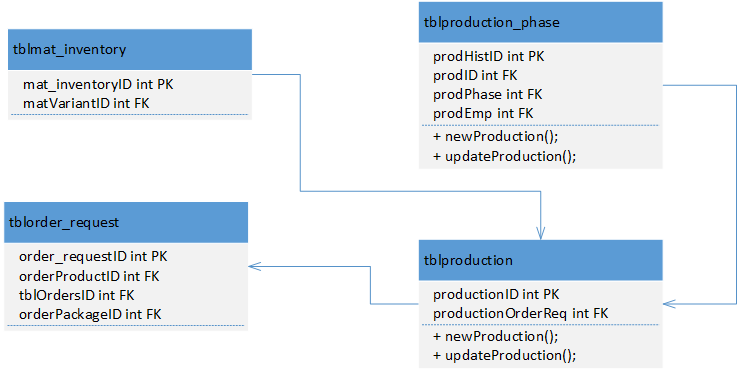 tblmat_inventory
mat_inventoryID int PK
matVariantID int FK
tblproduction_phase
prodHistID int PK
prodID int FK
prodPhase int FK
prodEmp int FK
+ newProduction();
+ updateProduction();
tblorder_request
order_requestID int PK
orderProductID int FK
tblOrdersID int FK
orderPackageID int FK
tblproduction
productionID int PK
productionOrderReq int FK
+ newProduction();
+ updateProduction();